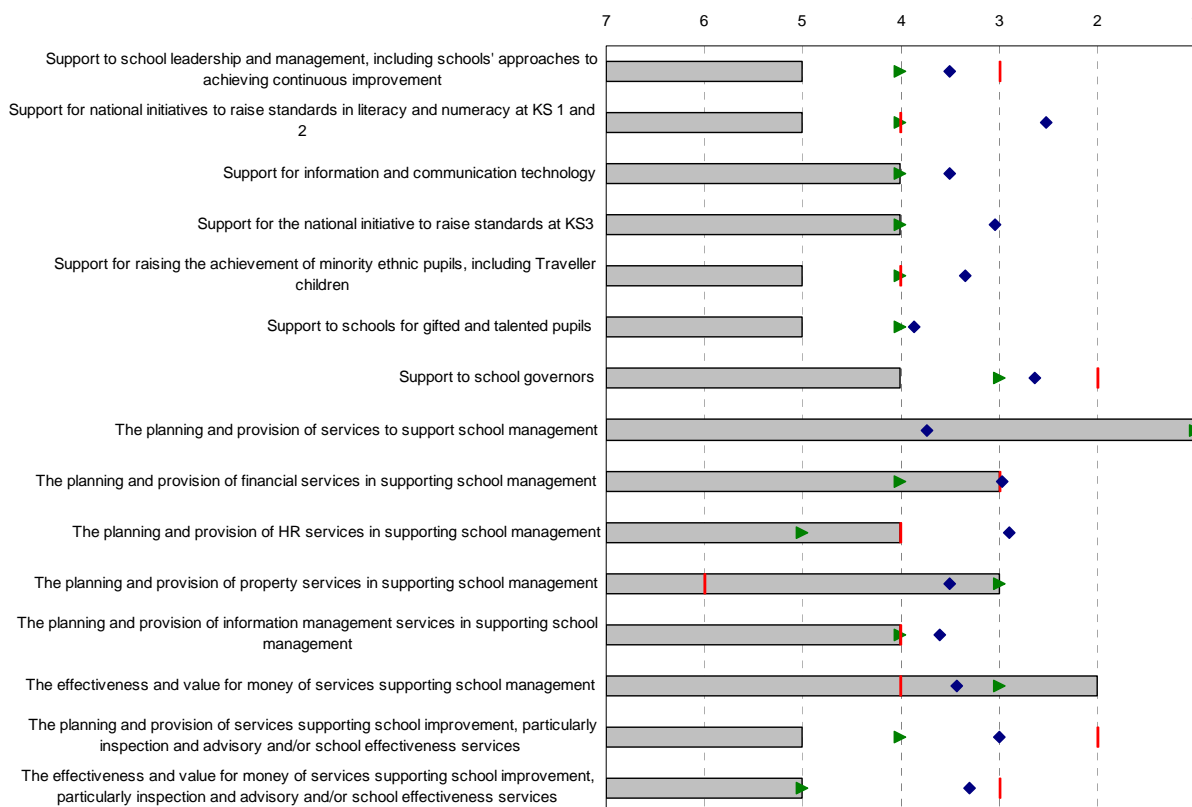 7 6 5 4 3 2
Support to school leadership and management, including schools' approaches to
achieving continuous improvement
Support for national initiatives to raise standards in literacy and numeracy at KS 1 and
2
Support for information and communication technology
Support for the national initiative to raise standards at KS3
Support for raising the achievement of minority ethnic pupils, including Traveller
children
Support to schools for gifted and talented pupils
Support to school governors
The planning and provision of services to support school management
The planning and provision of financial services in supporting school management
The planning and provision of HR services in supporting school management
The planning and provision of property services in supporting school management
The planning and provision of information management services in supporting school
management
The effectiveness and value for money of services supporting school management
The planning and provision of services supporting school improvement, particularly
inspection and advisory and/or school effectiveness services
The effectiveness and value for money of services supporting school improvement,
particularly inspection and advisory and/or school effectiveness services